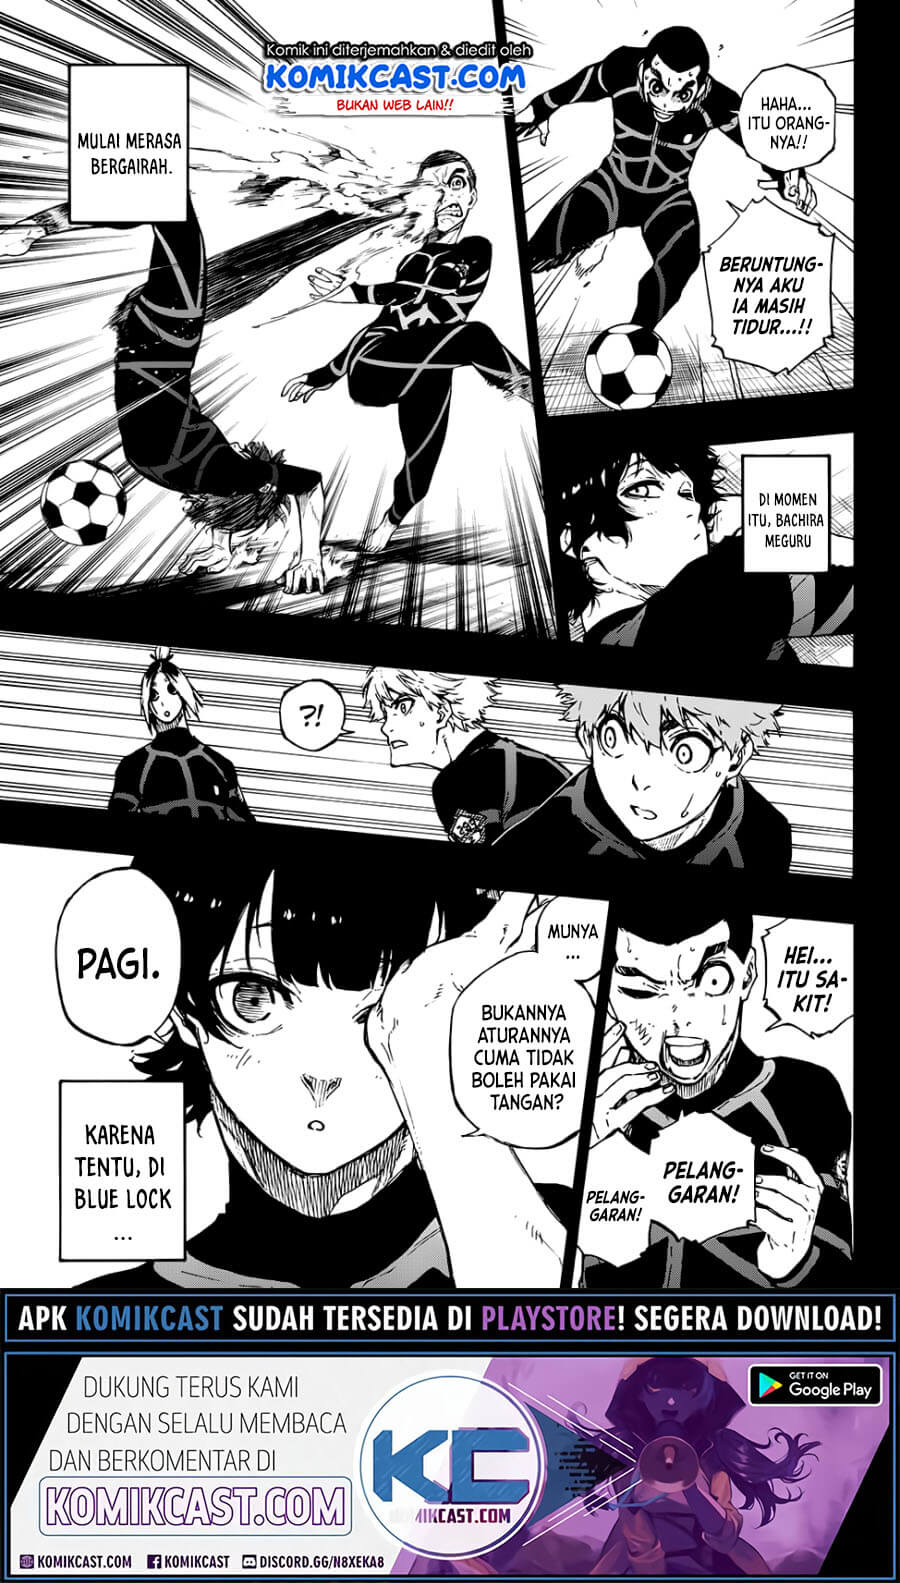 Komik ini diterjemahkan & diedit oleh
KOMIKCAST.COM
BUKAN WEB LAIN!!
HAHA...
ITU ORANG-
NYA!!
BERUNTUNG-
NYA AKU
IA MASIH
TIDUR...!!
MULAI MERASA
BERGAIRAH.
DI MOMEN
ITU, BACHIRA
MEGURU
?!
PAGI.
MUNYA
...
BUKANNYA
ATURANNYA
CUMA TIDAK
BOLEH PAKAI
TANGAN?
HEI...
ITU SA-
KIT!
PELANG-
GARAN!
PELANG-
GARAN!
KARENA
TENTU, DI
BLUE LOCK
...
APK KOMIKCAST SUDAH TERSEDIA DI PLAYSTORE! SEGERA DOWNLOAD!
DUKUNG TERUS KAMI
DENGAN SELALU MEMBACA
DAN BERKOMENTAR DI
KOMIKCAST.COM
KOMIKCAST.COM
KOMIKCAST
DISCORD.GG/N8XEKA8
KC
KOMIKCAST.COM
GET IT ON
Google Play